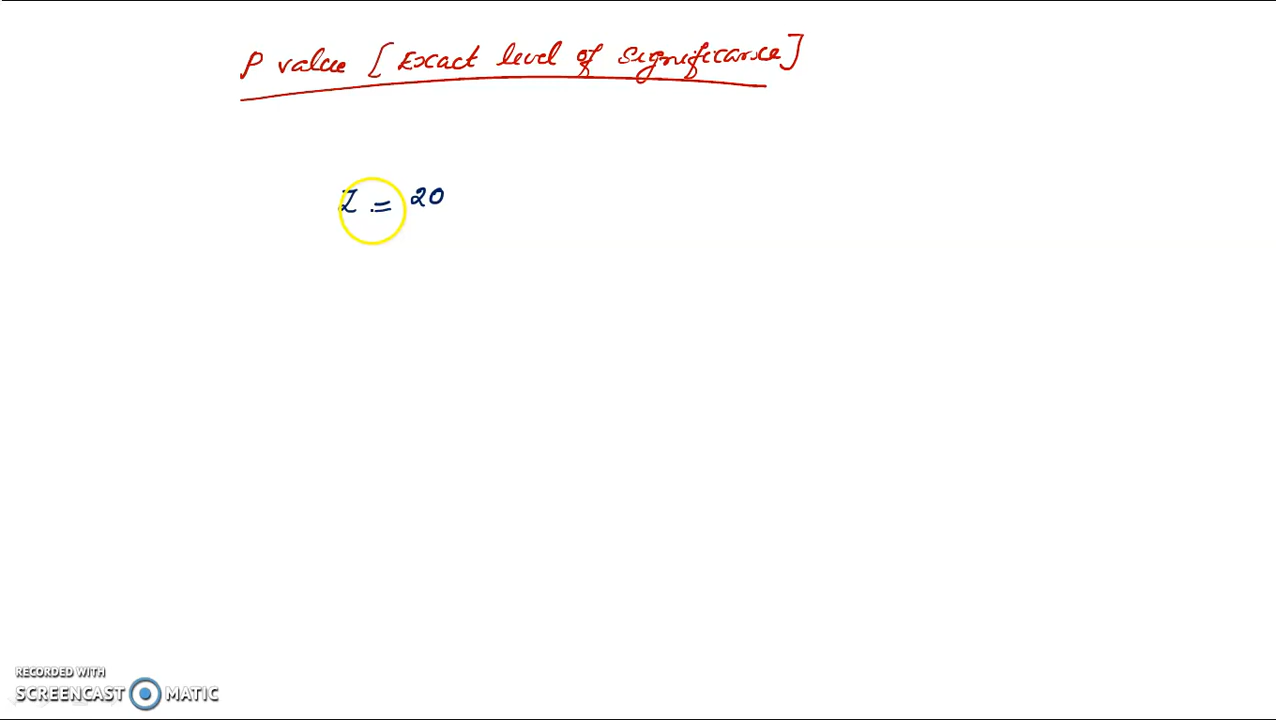 P value [Exact level of significance]
Z = 20
RECORDED WITH
SCREENCAST MATIC